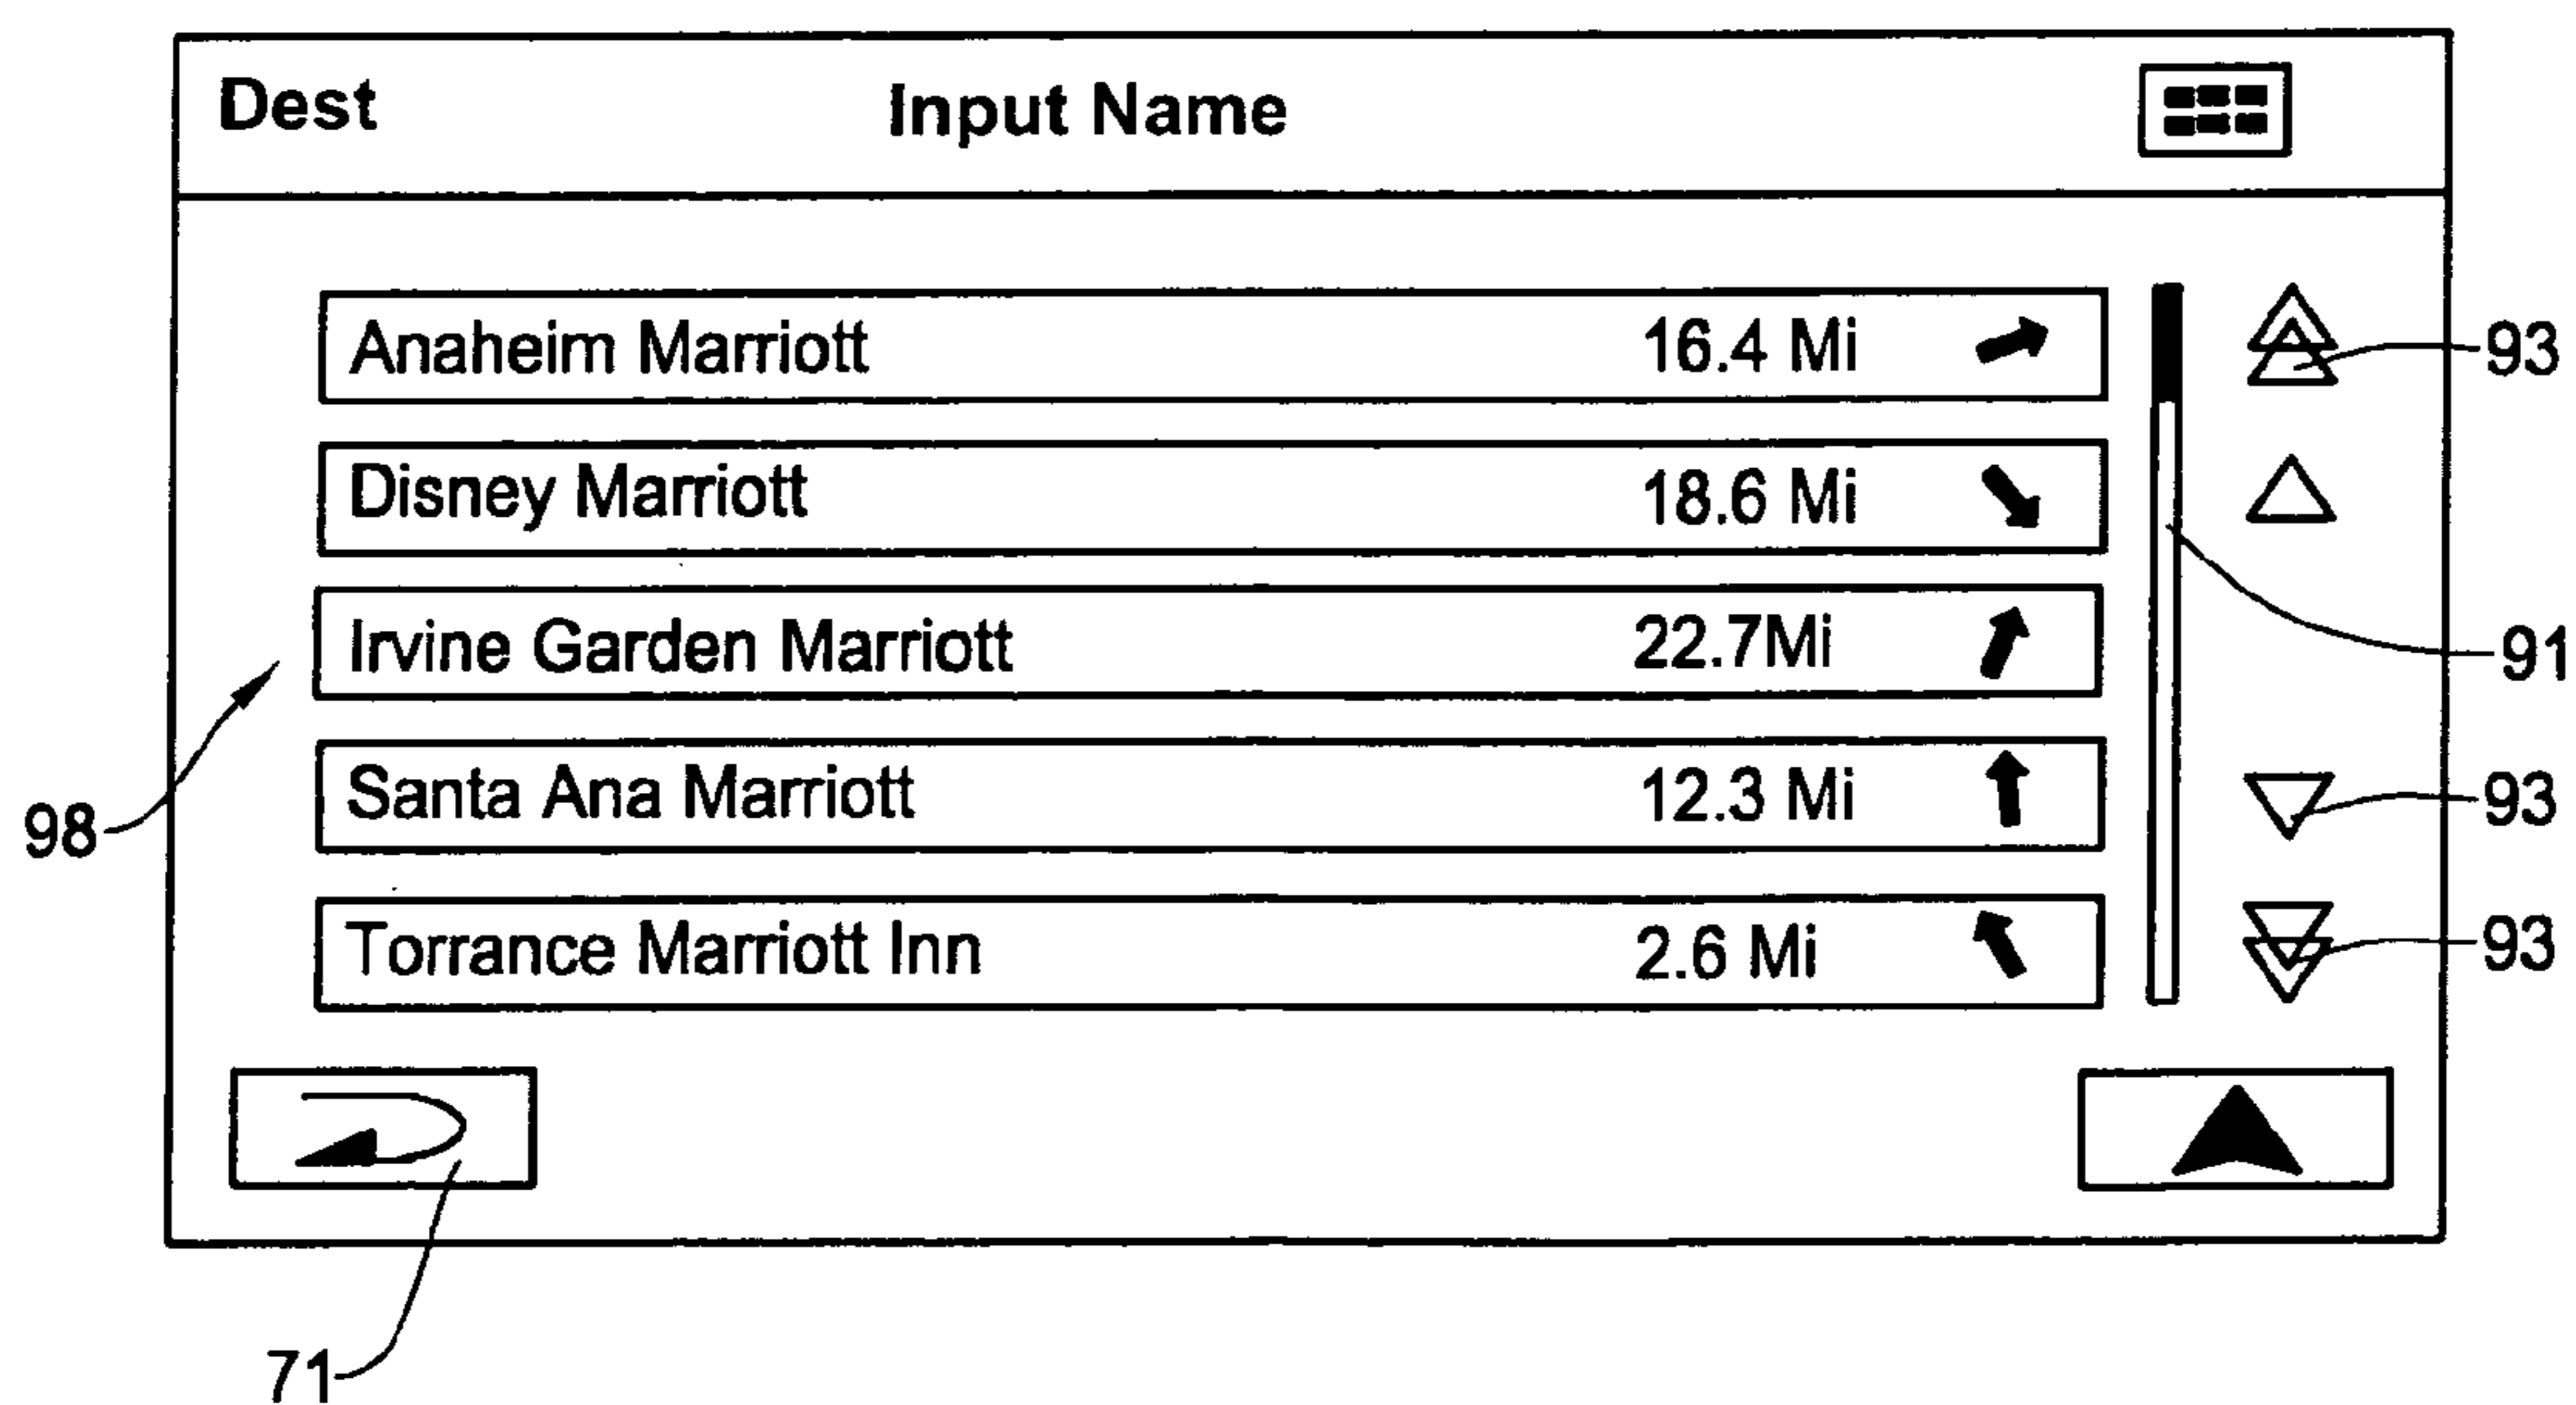 Dest Input Name
Anaheim Marriott 16.4 Mi 93
Disney Marriott 18.6 Mi
Irvine Garden Marriott 22.7Mi 91
98 Santa Ana Marriott 12.3 Mi 93
Torrance Marriott Inn 2.6 Mi 93
71